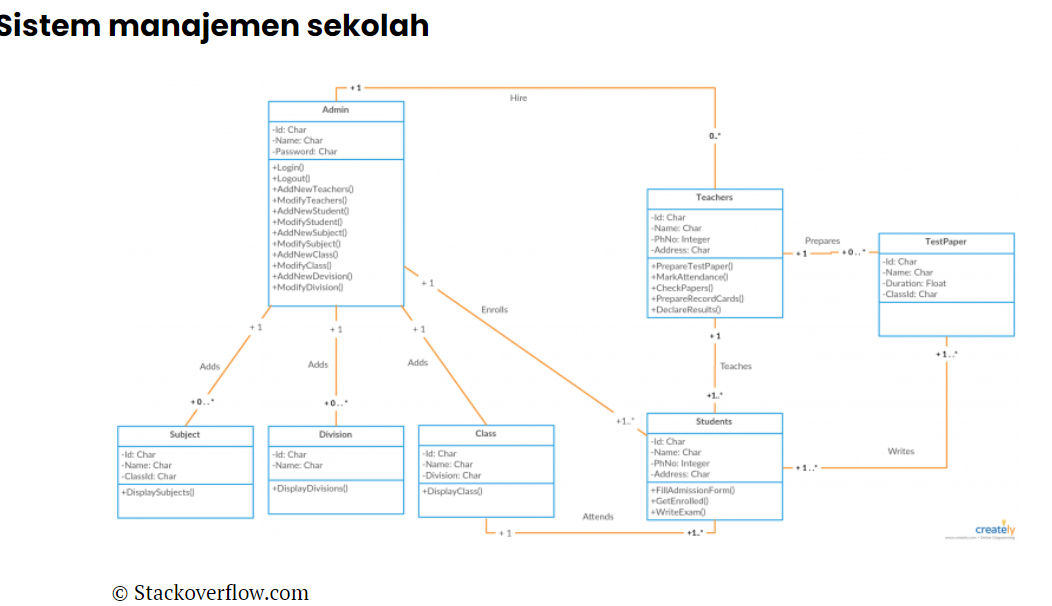 Sistem manajemen sekolah
+1
Hire
0..*
Admin
-Id: Char
-Name: Char
-Password: Char
+Login()
+Logout()
+AddNewTeachers()
+ModifyTeachers()
+AddNewStudent()
+ModifyStudent()
+AddNewSubject()
+ModifySubject()
+AddNewClass()
+ModifyClass()
+AddNewDevision()
+ModifyDivision()
Teachers
-Id: Char
-Name: Char
-PhNo: Integer
-Address: Char
+PrepareTestPaper()
+MarkAttendance()
+CheckPapers()
+PrepareRecordCards()
+DeclareResults()
Prepares
+1
+0..*
TestPaper
-Id: Char
-Name: Char
-Duration: Float
-ClassId: Char
+1
Enrolls
+1..*
+1
Adds
+0..*
+1
Adds
+0..*
+1
Adds
+1
Teaches
+1..*
+1..*
Writes
+1..*
Subject
-Id: Char
-Name: Char
-ClassId: Char
+DisplaySubjects()
Division
-Id: Char
-Name: Char
+DisplayDivisions()
Class
-Id: Char
-Name: Char
-Division: Char
+DisplayClass()
Students
-Id: Char
-Name: Char
-PhNo: Integer
-Address: Char
+FillAdmissionForm()
+GetEnrolled()
+WriteExam()
+1
Attends
+1..*
creately
www.creately.com • Online Diagramming
© Stackoverflow.com